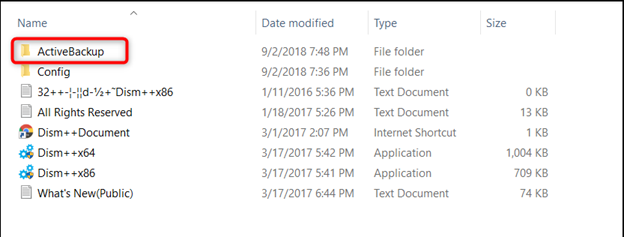 Name Date modified Type Size
ActiveBackup 9/2/2018 7:48 PM File folder
Config 9/2/2018 7:36 PM File folder
32++-¦-¦¦d-½+˜Dism++x86 1/11/2016 5:36 PM Text Document 0 KB
All Rights Reserved 1/18/2017 5:26 PM Text Document 13 KB
Dism++Document 3/1/2017 2:07 PM Internet Shortcut 1 KB
Dism++x64 3/17/2017 5:42 PM Application 1,004 KB
Dism++x86 3/17/2017 5:41 PM Application 709 KB
What's New(Public) 3/17/2017 6:44 PM Text Document 74 KB